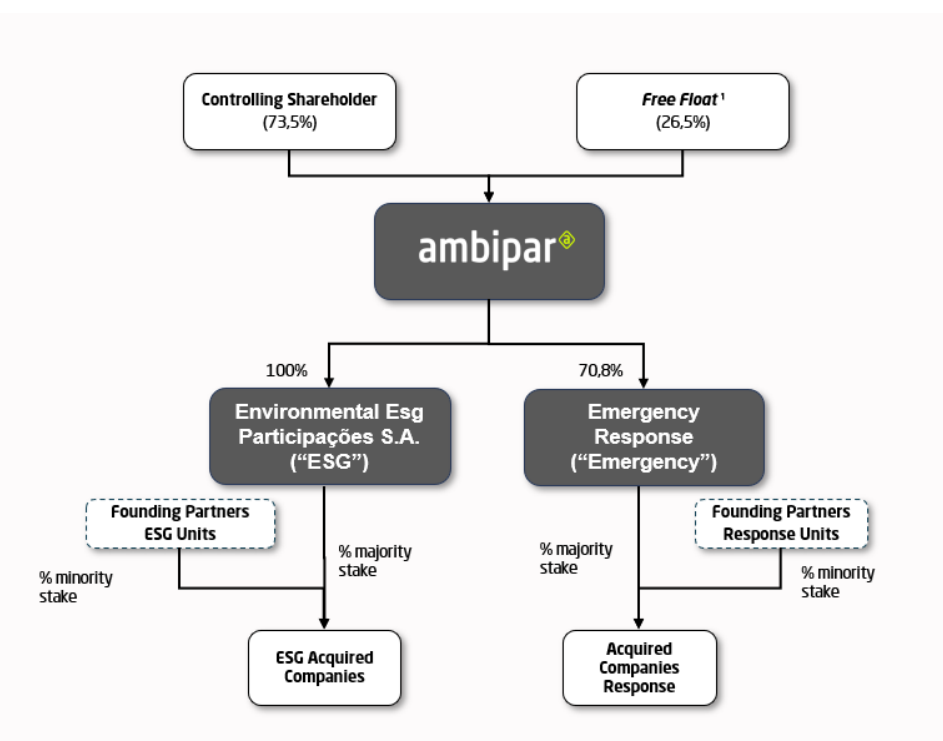 Controlling Shareholder
(73,5%)
Free Float ¹
(26,5%)
ambipar
100%
70,8%
Environmental Esg
Participações S.A.
(“ESG”)
Emergency
Response
(“Emergency”)
Founding Partners
ESG Units
% minority
stake
% majority
stake
% majority
stake
Founding Partners
Response Units
% minority
stake
ESG Acquired
Companies
Acquired
Companies
Response